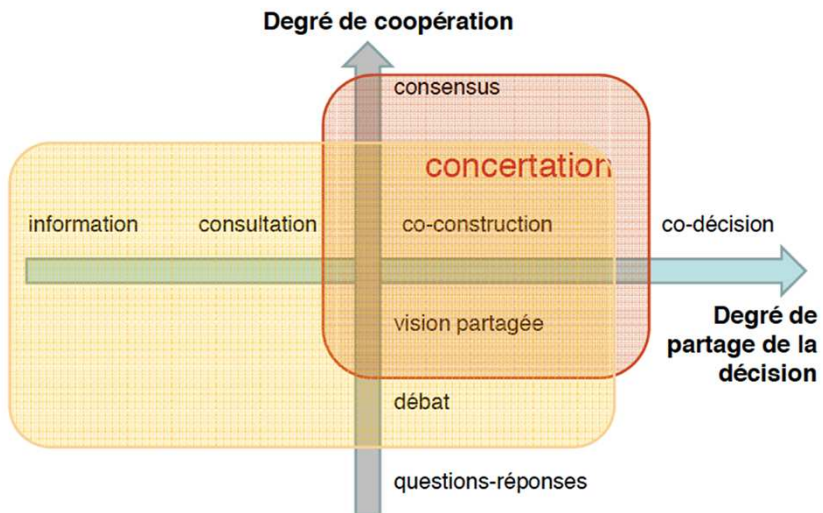 Degré de coopération
consensus
concertation
information
consultation
co-construction
co-décision
vision partagée
Degré de
partage de la
décision
débat
questions-réponses